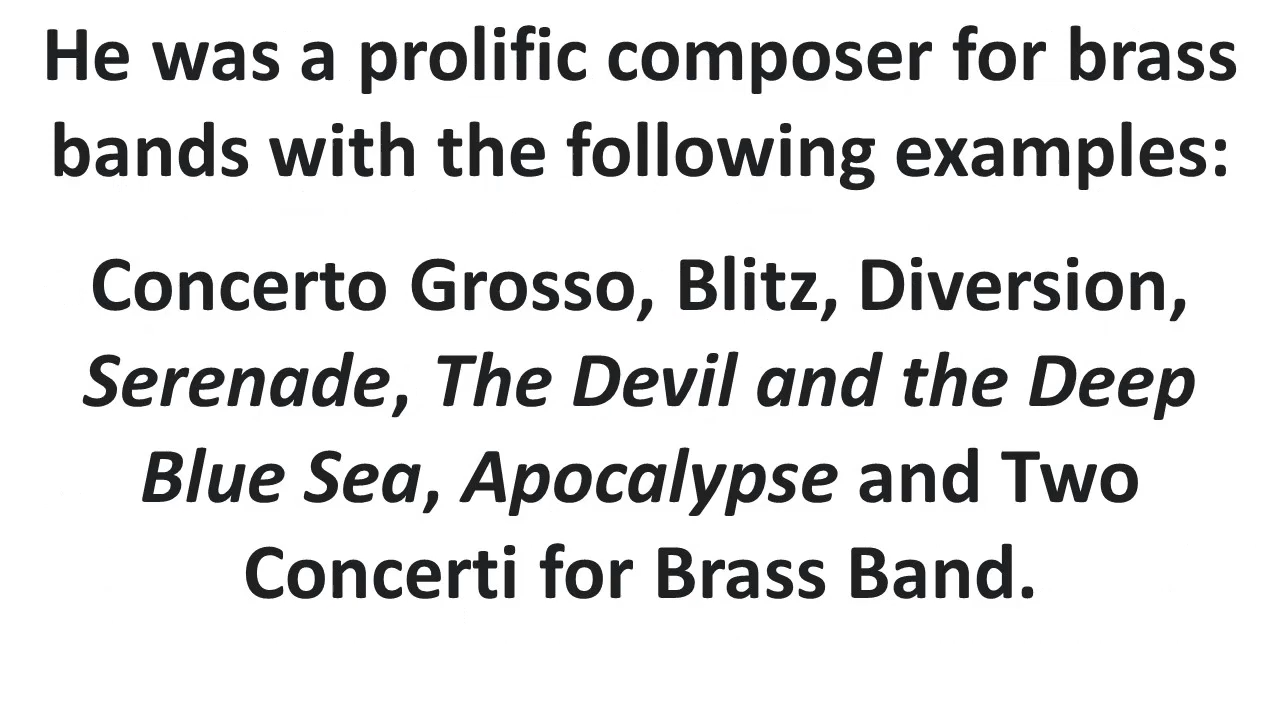 He was a prolific composer for brass
bands with the following examples:
Concerto Grosso, Blitz, Diversion,
Serenade, The Devil and the Deep
Blue Sea, Apocalypse and Two
Concerti for Brass Band.